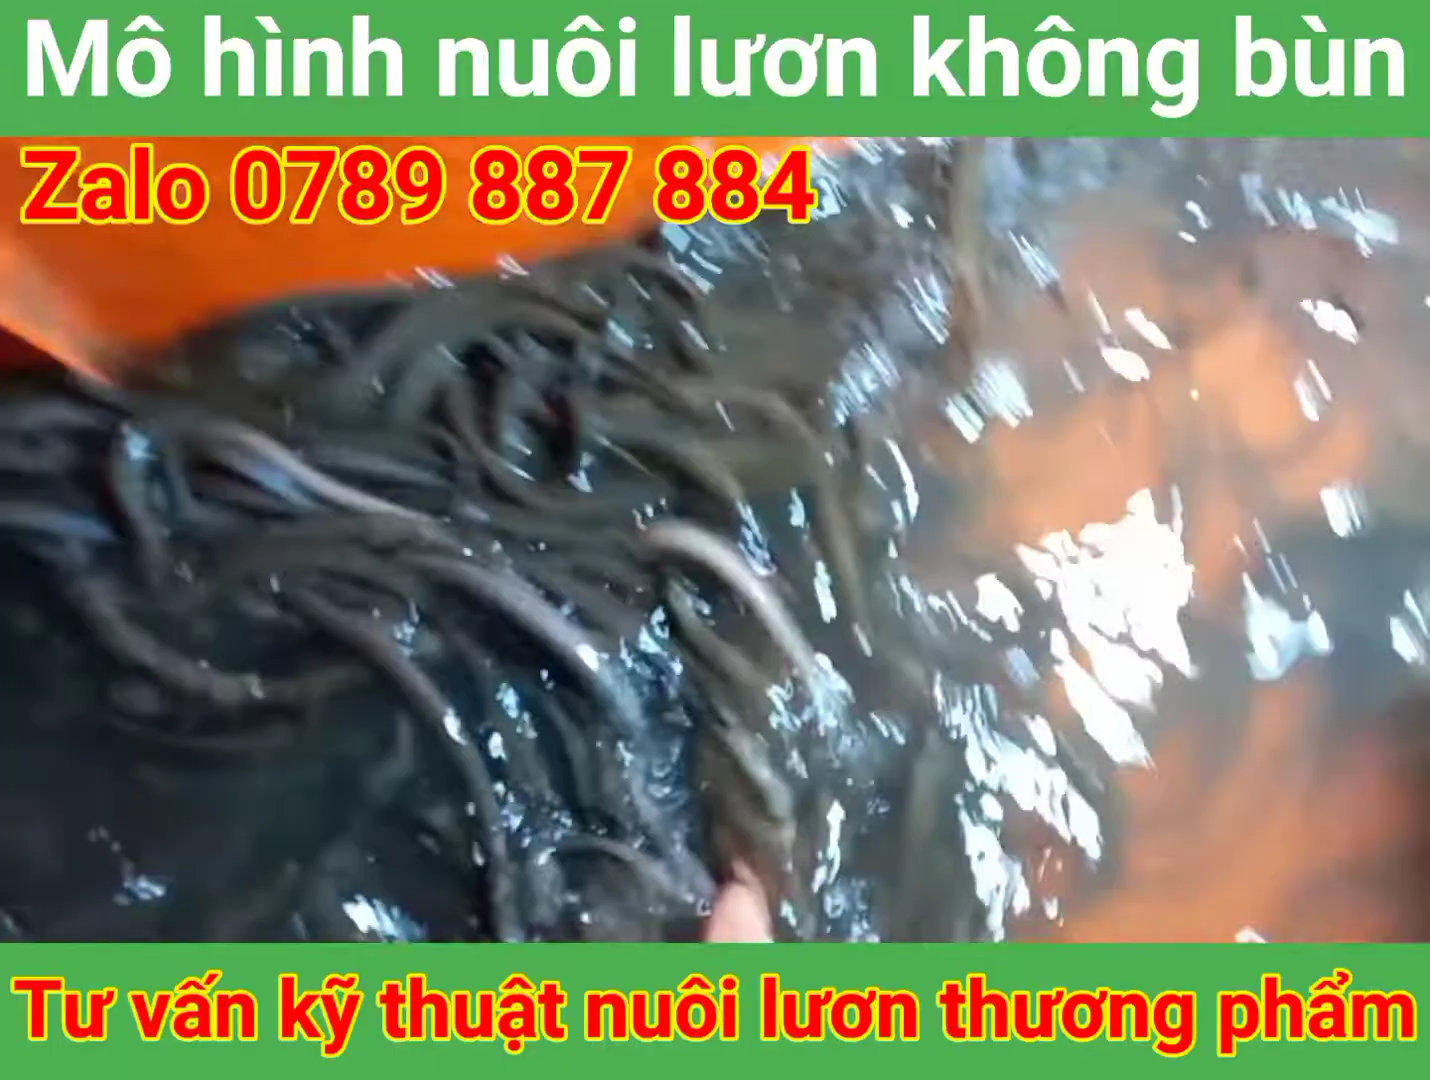 Mô hình nuôi lươn không bùn
Zalo 0789 887 884
Tư vấn kỹ thuật nuôi lươn thương phẩm